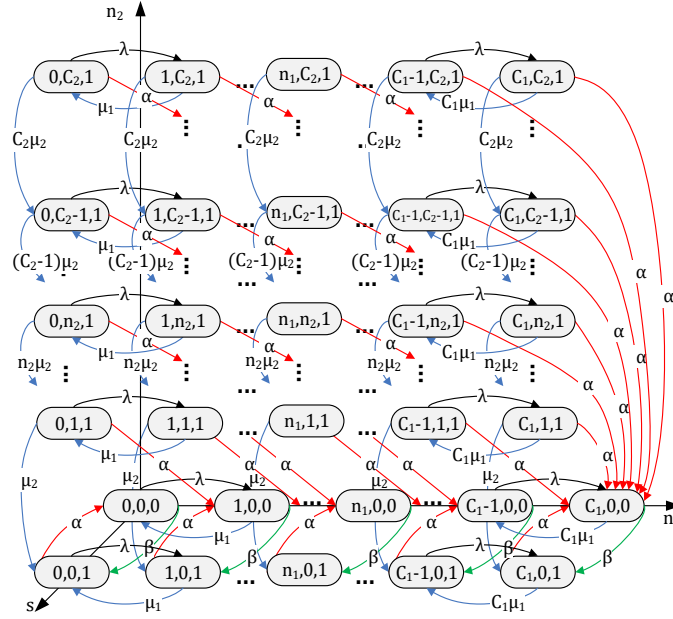 n₂
λ λ
0,C₂,1 1,C₂,1 ... n₁,C₂,1 ... C₁-1,C₂,1 C₁,C₂,1
α μ₁ α α C₁μ₁
C₂μ₂ C₂μ₂ C₂μ₂ C₂μ₂ C₂μ₂
λ λ
0,C₂-1,1 1,C₂-1,1 ... n₁,C₂-1,1 ... C₁-1,C₂-1,1 C₁,C₂-1,1
μ₁ α α C₁μ₁
(C₂-1)μ₂ (C₂-1)μ₂ (C₂-1)μ₂ (C₂-1)μ₂ (C₂-1)μ₂ α α
λ λ
0,n₂,1 1,n₂,1 ... n₁,n₂,1 ... C₁-1,n₂,1 C₁,n₂,1
μ₁ α α C₁μ₁ α
n₂μ₂ n₂μ₂ n₂μ₂ n₂μ₂ n₂μ₂ α
λ λ
0,1,1 1,1,1 ... n₁,1,1 ... C₁-1,1,1 C₁,1,1 α
μ₁ C₁μ₁ α
μ₂ μ₂ α λ α μ₂ α α μ₂ α λ α
0,0,0 1,0,0 ... n₁,0,0 ... C₁-1,0,0 C₁,0,0 n₁
α μ₁ α α α C₁μ₁
λ β β β λ β β
0,0,1 1,0,1 ... n₁,0,1 ... C₁-1,0,1 C₁,0,1
s μ₁ C₁μ₁